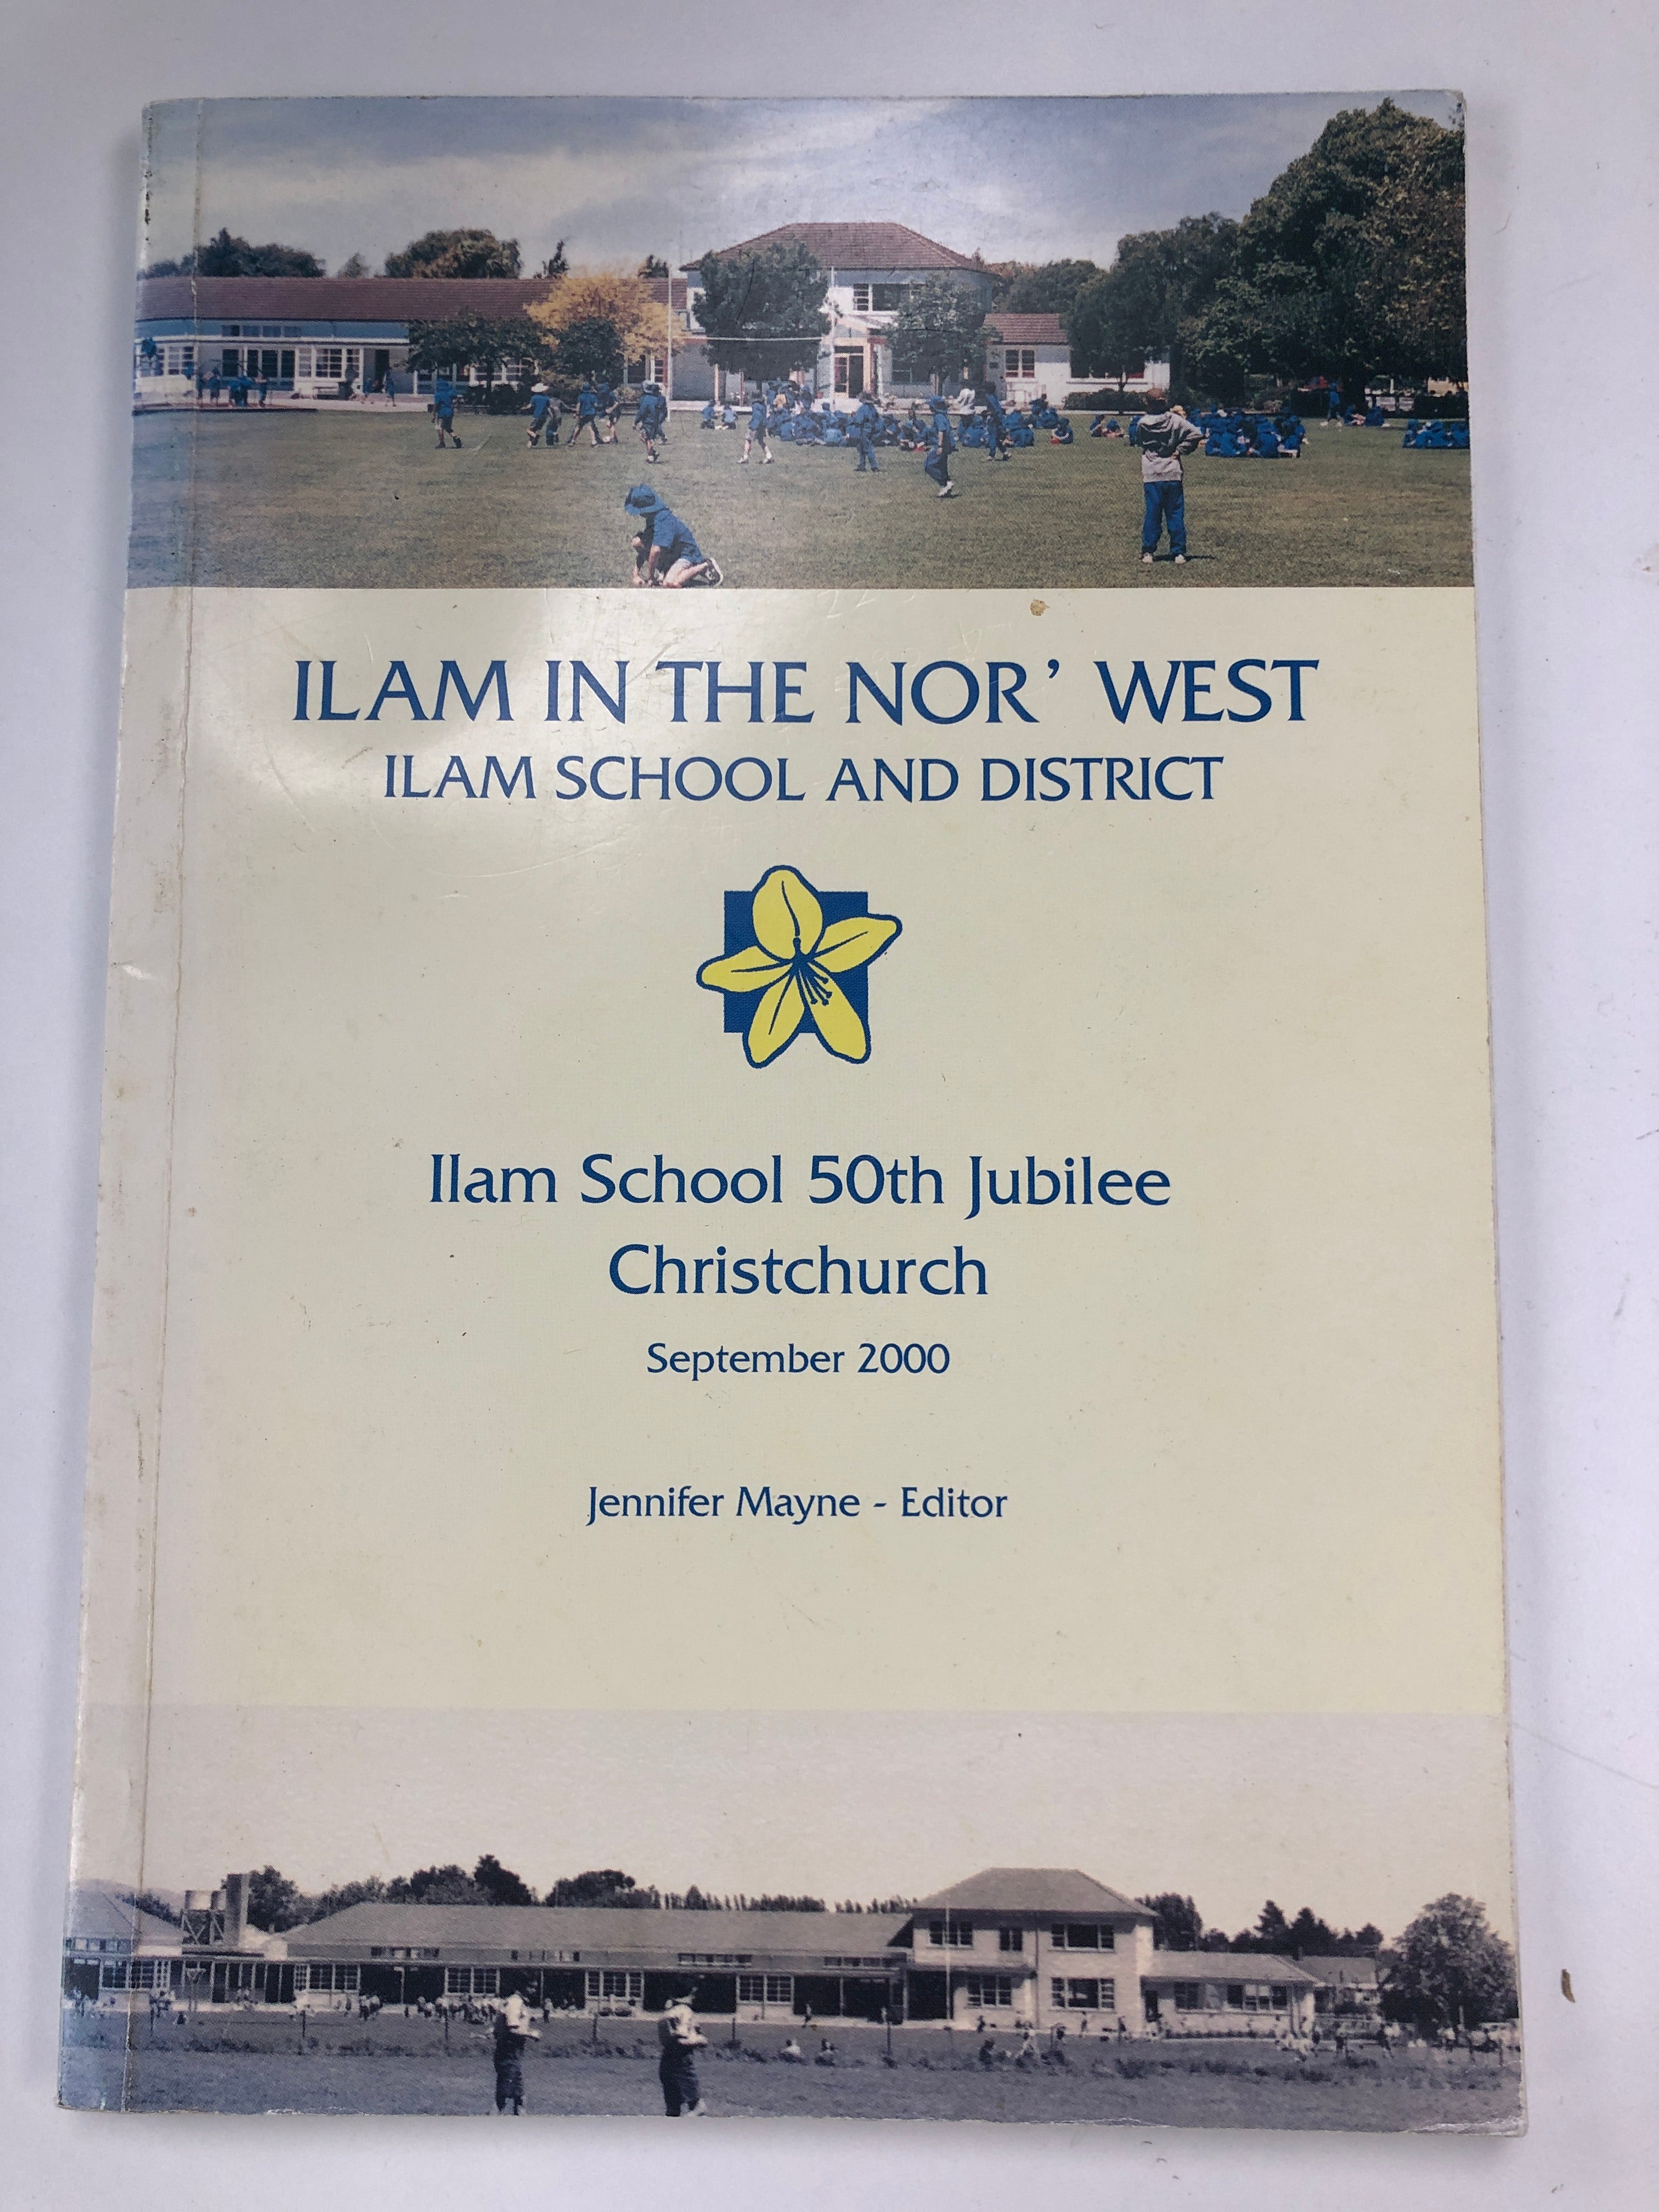 ILAM IN THE NOR' WEST
ILAM SCHOOL AND DISTRICT
Ilam School 50th Jubilee
Christchurch
September 2000
Jennifer Mayne - Editor